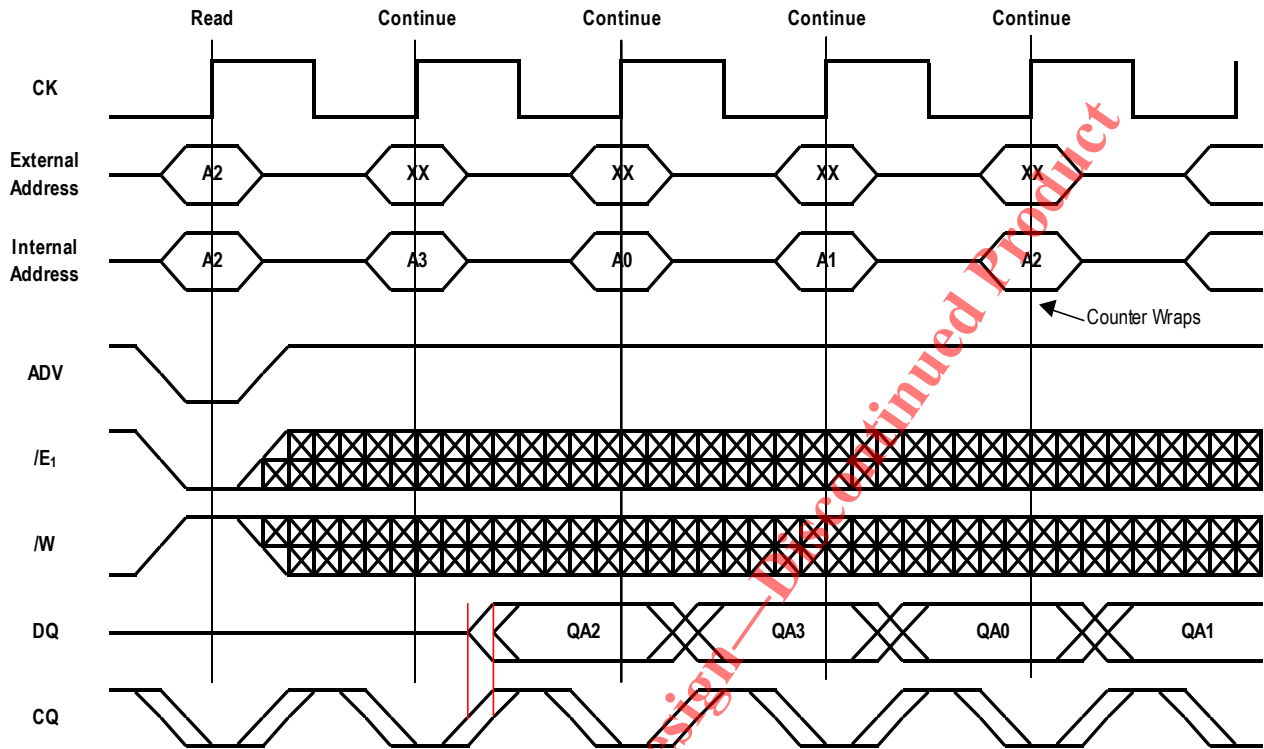 Read Continue Continue Continue Continue
CK
External
Address
A2 XX XX XX XX
Internal
Address
A2 A3 A0 A1 A2
Counter Wraps
ADV
/E1
/W
DQ
QA2 QA3 QA0 QA1
CQ
esign—Discontinued Product